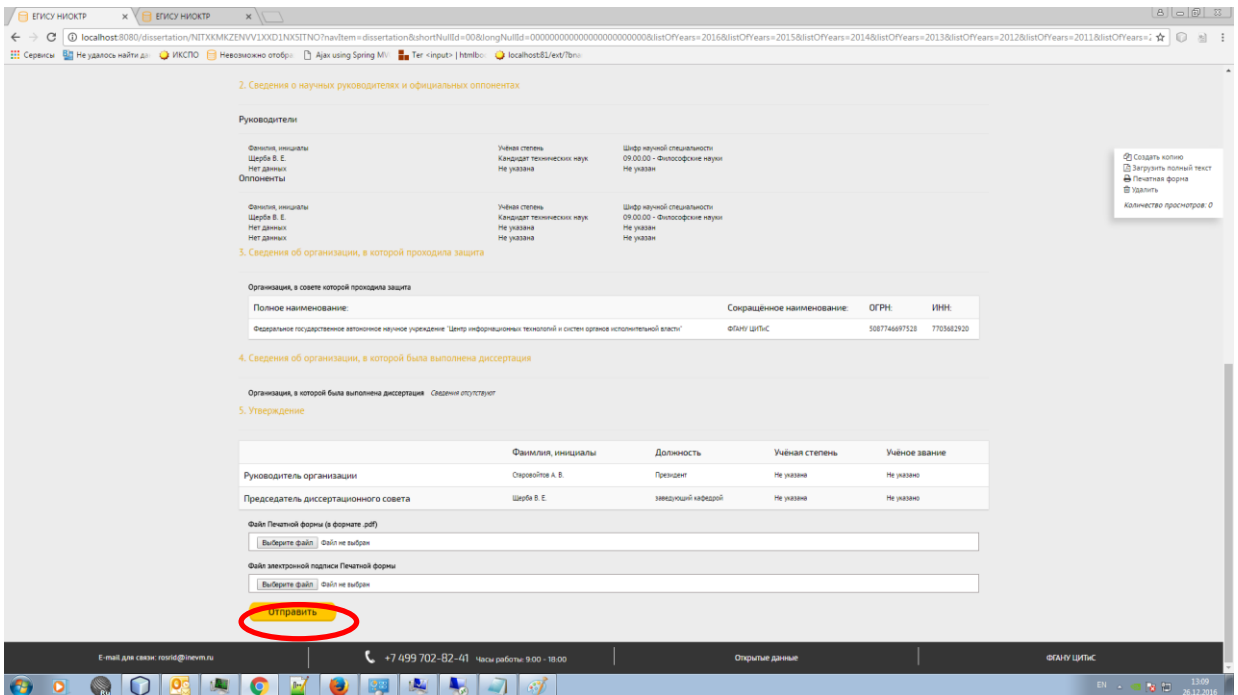 ЕГИСУ НИОКТР
ЕГИСУ НИОКТР
localhost:8080/dissertation/NITXKMKZENVV1XXD1NX5ITNO?navItem=dissertation&shortNullId=00&longNullId=000000000000000000000000&listOfYears=2016&listOfYears=2015&listOfYears=2014&listOfYears=2013&listOfYears=2012&listOfYears=2011&listOfYears=2
Сервисы Не удалось найти да ИКСПО Невозможно отобра Ajax using Spring MV Тег <input> | htmlboo localhost:81/ext/?bna
2. Сведения о научных руководителях и официальных оппонентах
Руководители
Фамилия, инициалы Учёная степень Шифр научной специальности
Щерба В. Е. Кандидат технических наук 09.00.00 - Философские науки
Нет данных Не указана Не указан
Оппоненты
Фамилия, инициалы Учёная степень Шифр научной специальности
Щерба В. Е. Кандидат технических наук 09.00.00 - Философские науки
Нет данных Не указана Не указан
Нет данных Не указана Не указан
Создать копию
Загрузить полный текст
Печатная форма
Удалить
Количество просмотров: 0
3. Сведения об организации, в которой проходила защита
Организация, в совете которой проходила защита
Полное наименование: Сокращённое наименование: ОГРН: ИНН:
Федеральное государственное автономное научное учреждение "Центр информационных технологий и систем органов исполнительной власти" ФГАНУ ЦИТиС 5087746697528 7703682920
4. Сведения об организации, в которой была выполнена диссертация
Организация, в которой была выполнена диссертация Сведения отсутствуют
5. Утверждение
Фаимлия, инициалы Должность Учёная степень Учёное звание
Руководитель организации Старовойтов А. В. Президент Не указана Не указано
Председатель диссертационного совета Щерба В. Е. заведующий кафедрой Не указана Не указано
Файл Печатной формы (в формате .pdf)
Выберите файл Файл не выбран
Файл электронной подписи Печатной формы
Выберите файл Файл не выбран
Отправить
E-mail для связи: rosrid@inevm.ru +7 499 702-82-41 Часы работы: 9:00 - 18:00 Открытые данные ФГАНУ ЦИТиС
EN 13:09
26.12.2016